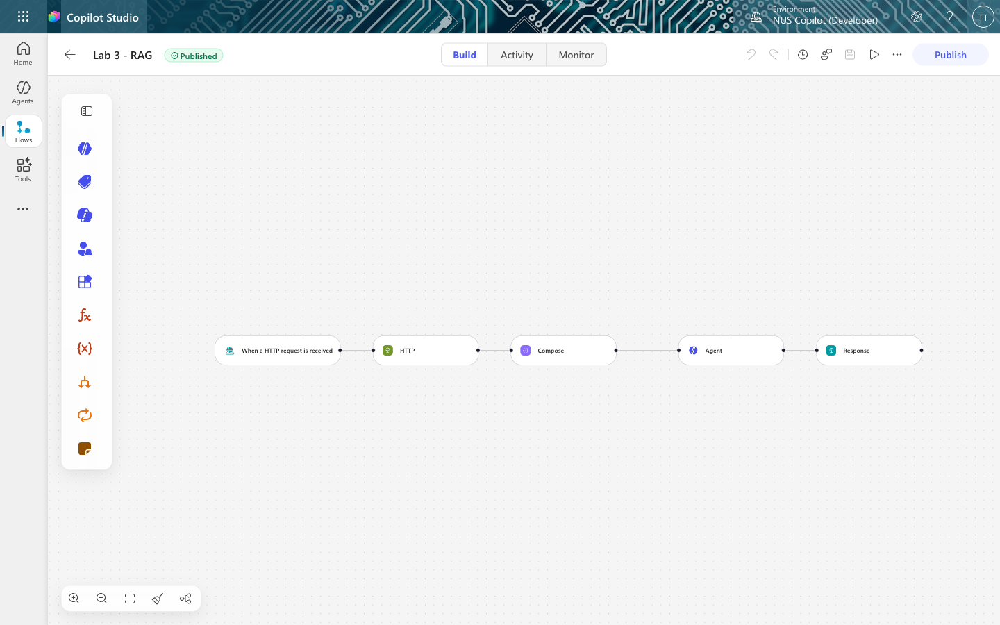 Copilot Studio
Environment
NUS Copilot (Developer)
TT
Lab 3 - RAG
Published
Build
Activity
Monitor
Publish
Home
Agents
Flows
Tools
When a HTTP request is received
HTTP
Compose
Agent
Response